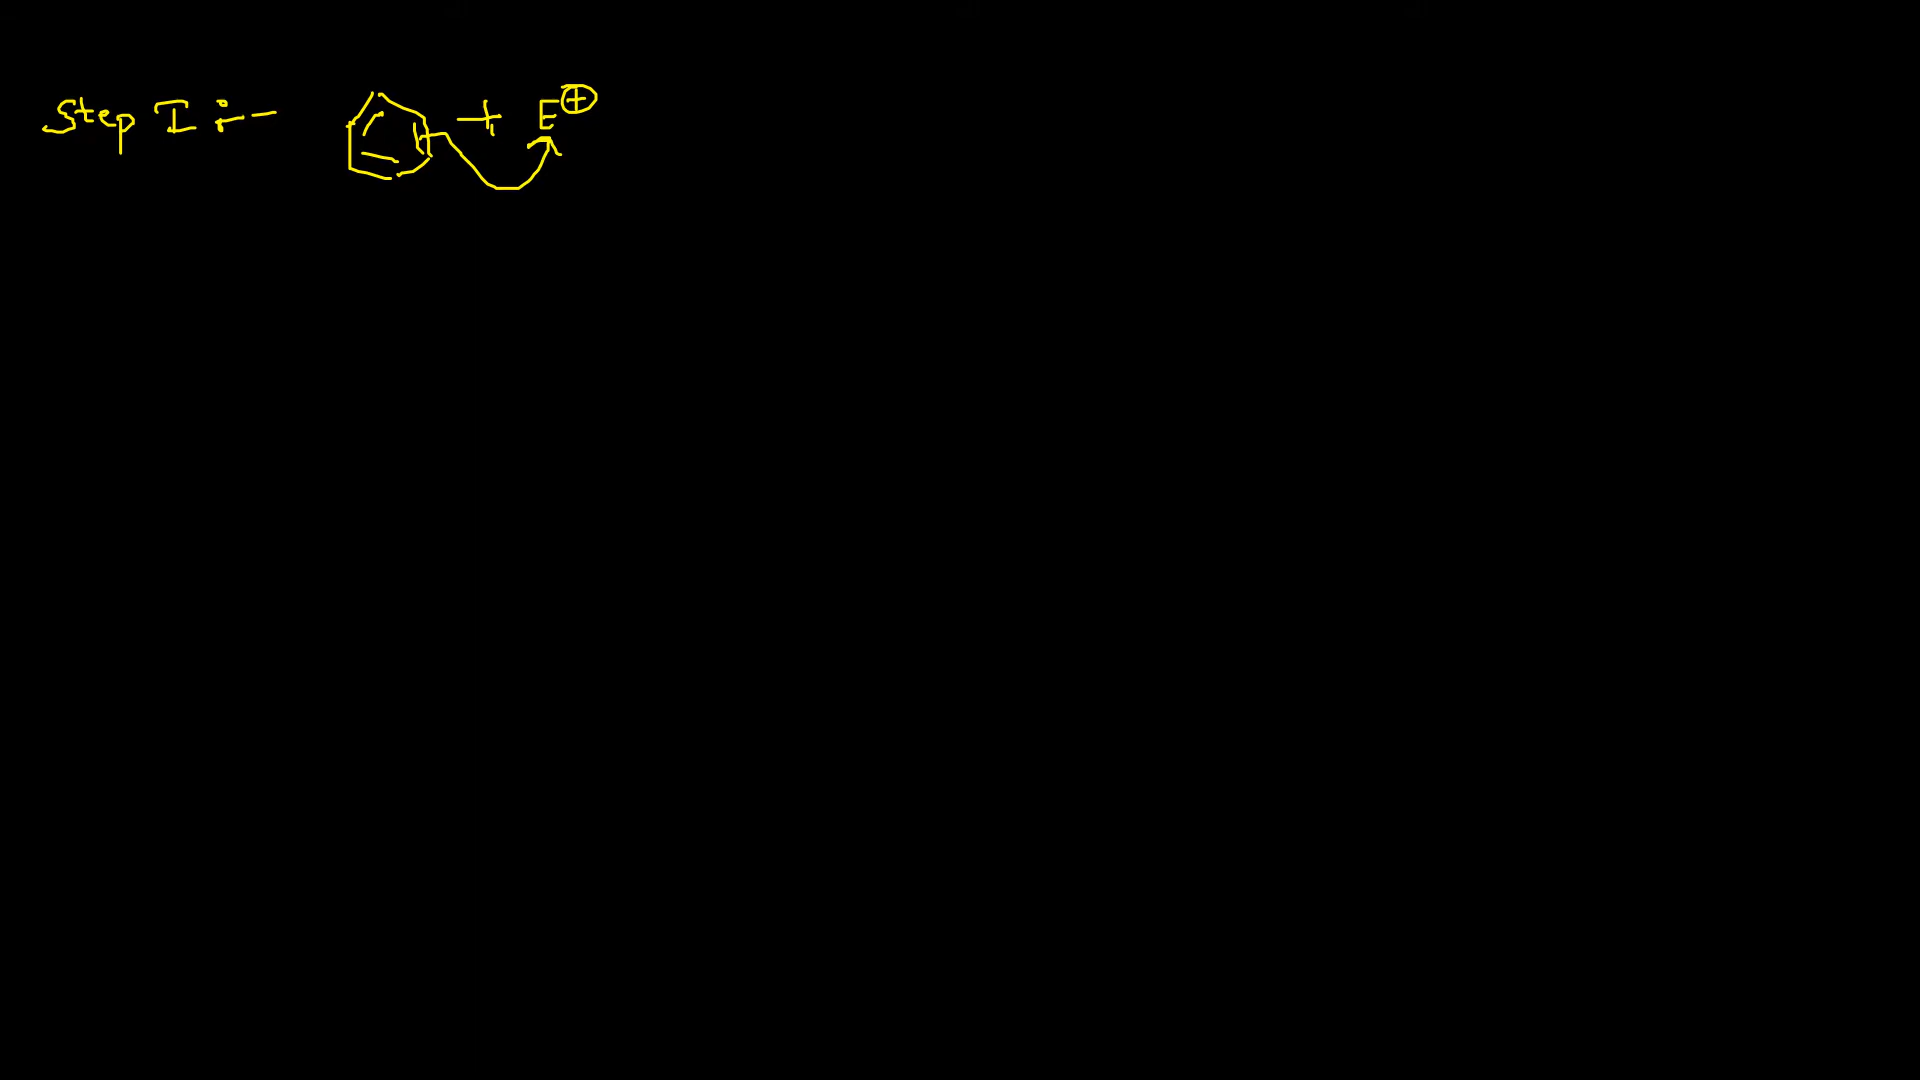 Step I :- + E⊕